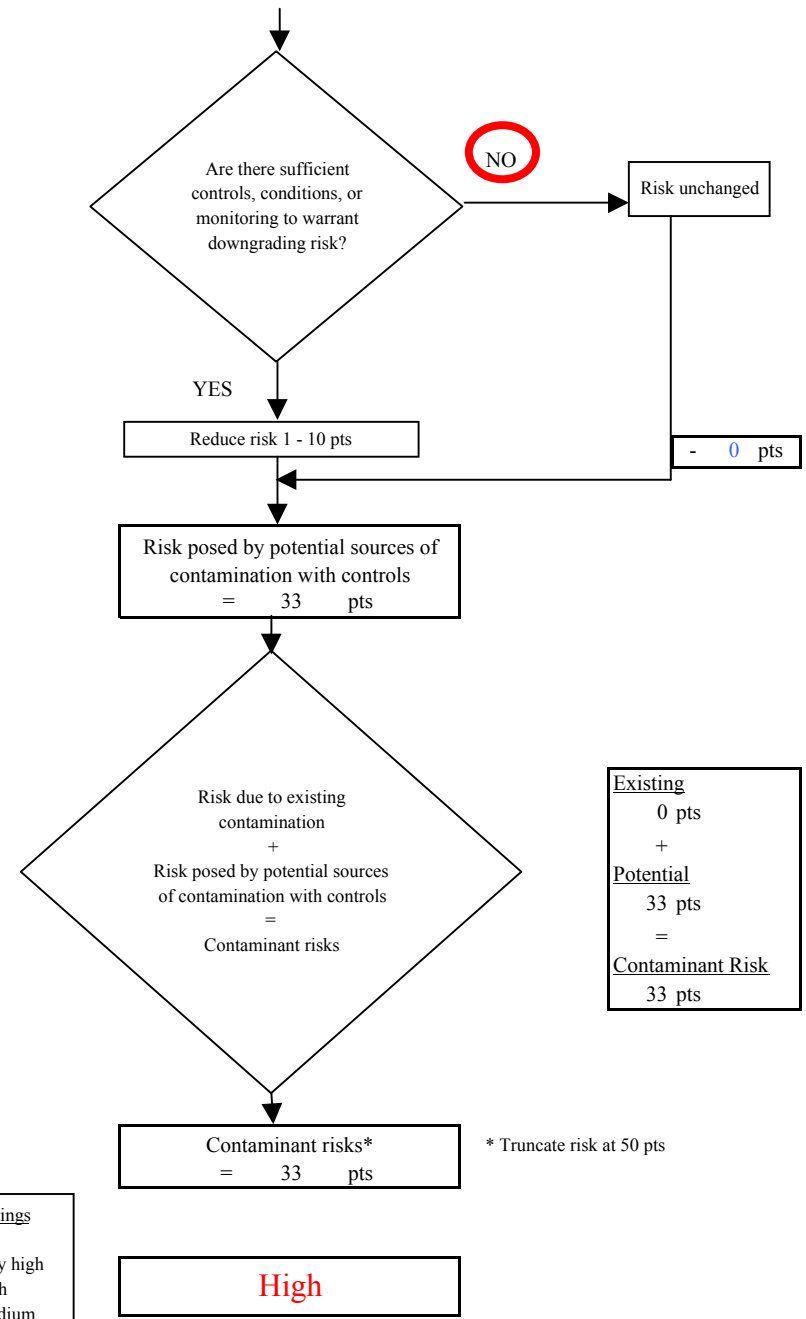 Are there sufficient
controls, conditions, or
monitoring to warrant
downgrading risk?
NO
Risk unchanged
YES
Reduce risk 1 - 10 pts
- 0 pts
Risk posed by potential sources of
contamination with controls
= 33 pts
Risk due to existing
contamination
+
Risk posed by potential sources
of contamination with controls
=
Contaminant risks
Existing
0 pts
+
Potential
33 pts
=
Contaminant Risk
33 pts
Contaminant risks*
= 33 pts
* Truncate risk at 50 pts
ings
y high
h
dium
High